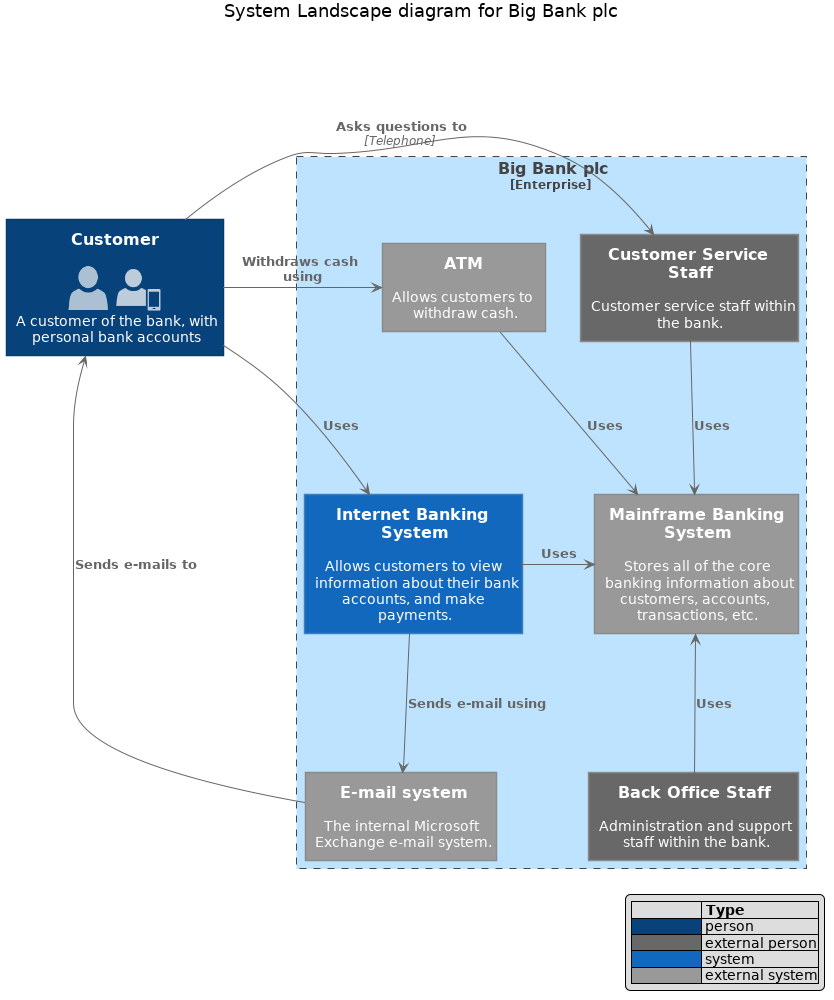 System Landscape diagram for Big Bank plc
Asks questions to
[Telephone]
Big Bank plc
[Enterprise]
Customer
A customer of the bank, with
personal bank accounts
Withdraws cash
using
ATM
Allows customers to
withdraw cash.
Customer Service
Staff
Customer service staff within
the bank.
Uses
Uses
Uses
Internet Banking
System
Allows customers to view
information about their bank
accounts, and make
payments.
Uses
Mainframe Banking
System
Stores all of the core
banking information about
customers, accounts,
transactions, etc.
Sends e-mails to
Sends e-mail using
Uses
E-mail system
The internal Microsoft
Exchange e-mail system.
Back Office Staff
Administration and support
staff within the bank.
Type
person
external person
system
external system